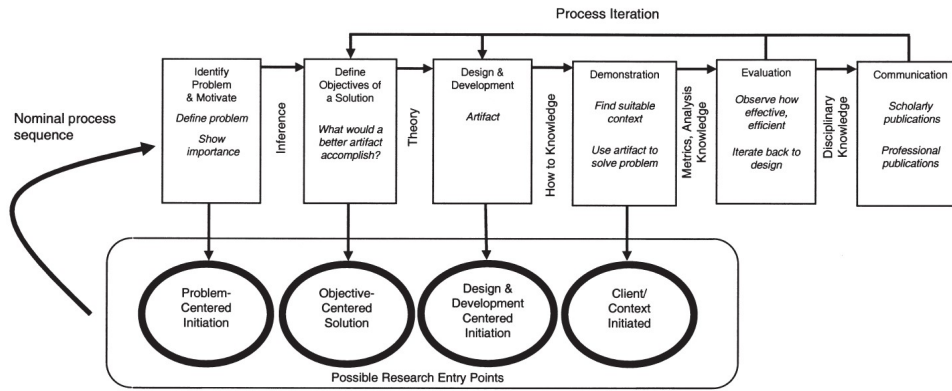 Process Iteration
Nominal process
sequence
Identify
Problem
& Motivate
Define problem
Show
importance
Inference
Define
Objectives of
a Solution
What would a
better artifact
accomplish?
Theory
Design &
Development
Artifact
How to Knowledge
Demonstration
Find suitable
context
Use artifact to
solve problem
Metrics, Analysis
Knowledge
Evaluation
Observe how
effective,
efficient
Iterate back to
design
Disciplinary
Knowledge
Communication
Scholarly
publications
Professional
publications
Problem-
Centered
Initiation
Objective-
Centered
Solution
Design &
Development
Centered
Initiation
Client/
Context
Initiated
Possible Research Entry Points